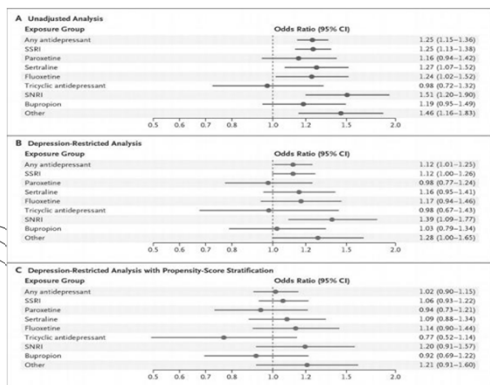 A Unadjusted Analysis
Exposure Group Odds Ratio (95% CI)
Any antidepressant 1.25 (1.15–1.36)
SSRI 1.25 (1.13–1.38)
Paroxetine 1.16 (0.94–1.42)
Sertraline 1.27 (1.07–1.52)
Fluoxetine 1.24 (1.02–1.52)
Tricyclic antidepressant 0.98 (0.72–1.32)
SNRI 1.51 (1.20–1.90)
Bupropion 1.19 (0.95–1.49)
Other 1.46 (1.16–1.83)
0.5 0.6 0.7 0.8 1.0 1.2 1.5 2.0
B Depression-Restricted Analysis
Exposure Group Odds Ratio (95% CI)
Any antidepressant 1.12 (1.01–1.25)
SSRI 1.12 (1.00–1.26)
Paroxetine 0.98 (0.77–1.24)
Sertraline 1.16 (0.95–1.41)
Fluoxetine 1.17 (0.94–1.46)
Tricyclic antidepressant 0.98 (0.67–1.43)
SNRI 1.39 (1.09–1.77)
Bupropion 1.03 (0.79–1.34)
Other 1.28 (1.00–1.65)
0.5 0.6 0.7 0.8 1.0 1.2 1.5 2.0
C Depression-Restricted Analysis with Propensity-Score Stratification
Exposure Group Odds Ratio (95% CI)
Any antidepressant 1.02 (0.90–1.15)
SSRI 1.06 (0.93–1.22)
Paroxetine 0.94 (0.73–1.21)
Sertraline 1.09 (0.88–1.34)
Fluoxetine 1.14 (0.90–1.44)
Tricyclic antidepressant 0.77 (0.52–1.14)
SNRI 1.20 (0.91–1.57)
Bupropion 0.92 (0.69–1.22)
Other 1.21 (0.91–1.60)
0.5 0.6 0.7 0.8 1.0 1.2 1.5 2.0